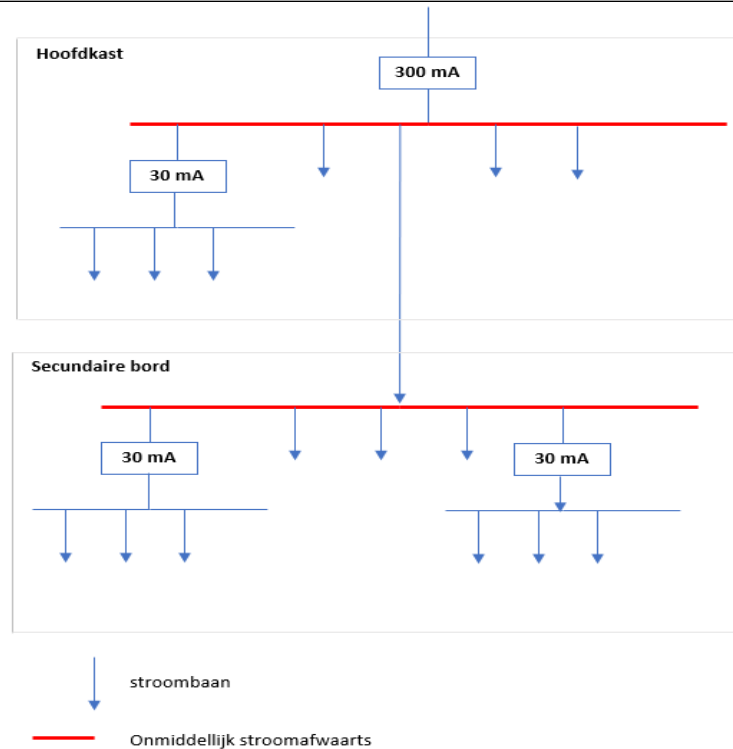 Hoofdkast
300 mA
30 mA
Secundaire bord
30 mA
30 mA
stroombaan
Onmiddellijk stroomafwaarts